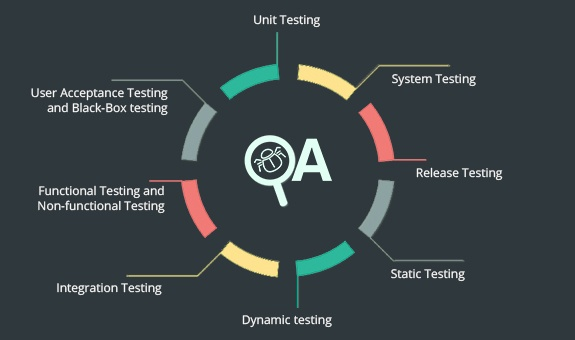 Unit Testing
System Testing
Release Testing
Static Testing
Dynamic testing
Integration Testing
Functional Testing and
Non-functional Testing
User Acceptance Testing
and Black-Box testing
QA